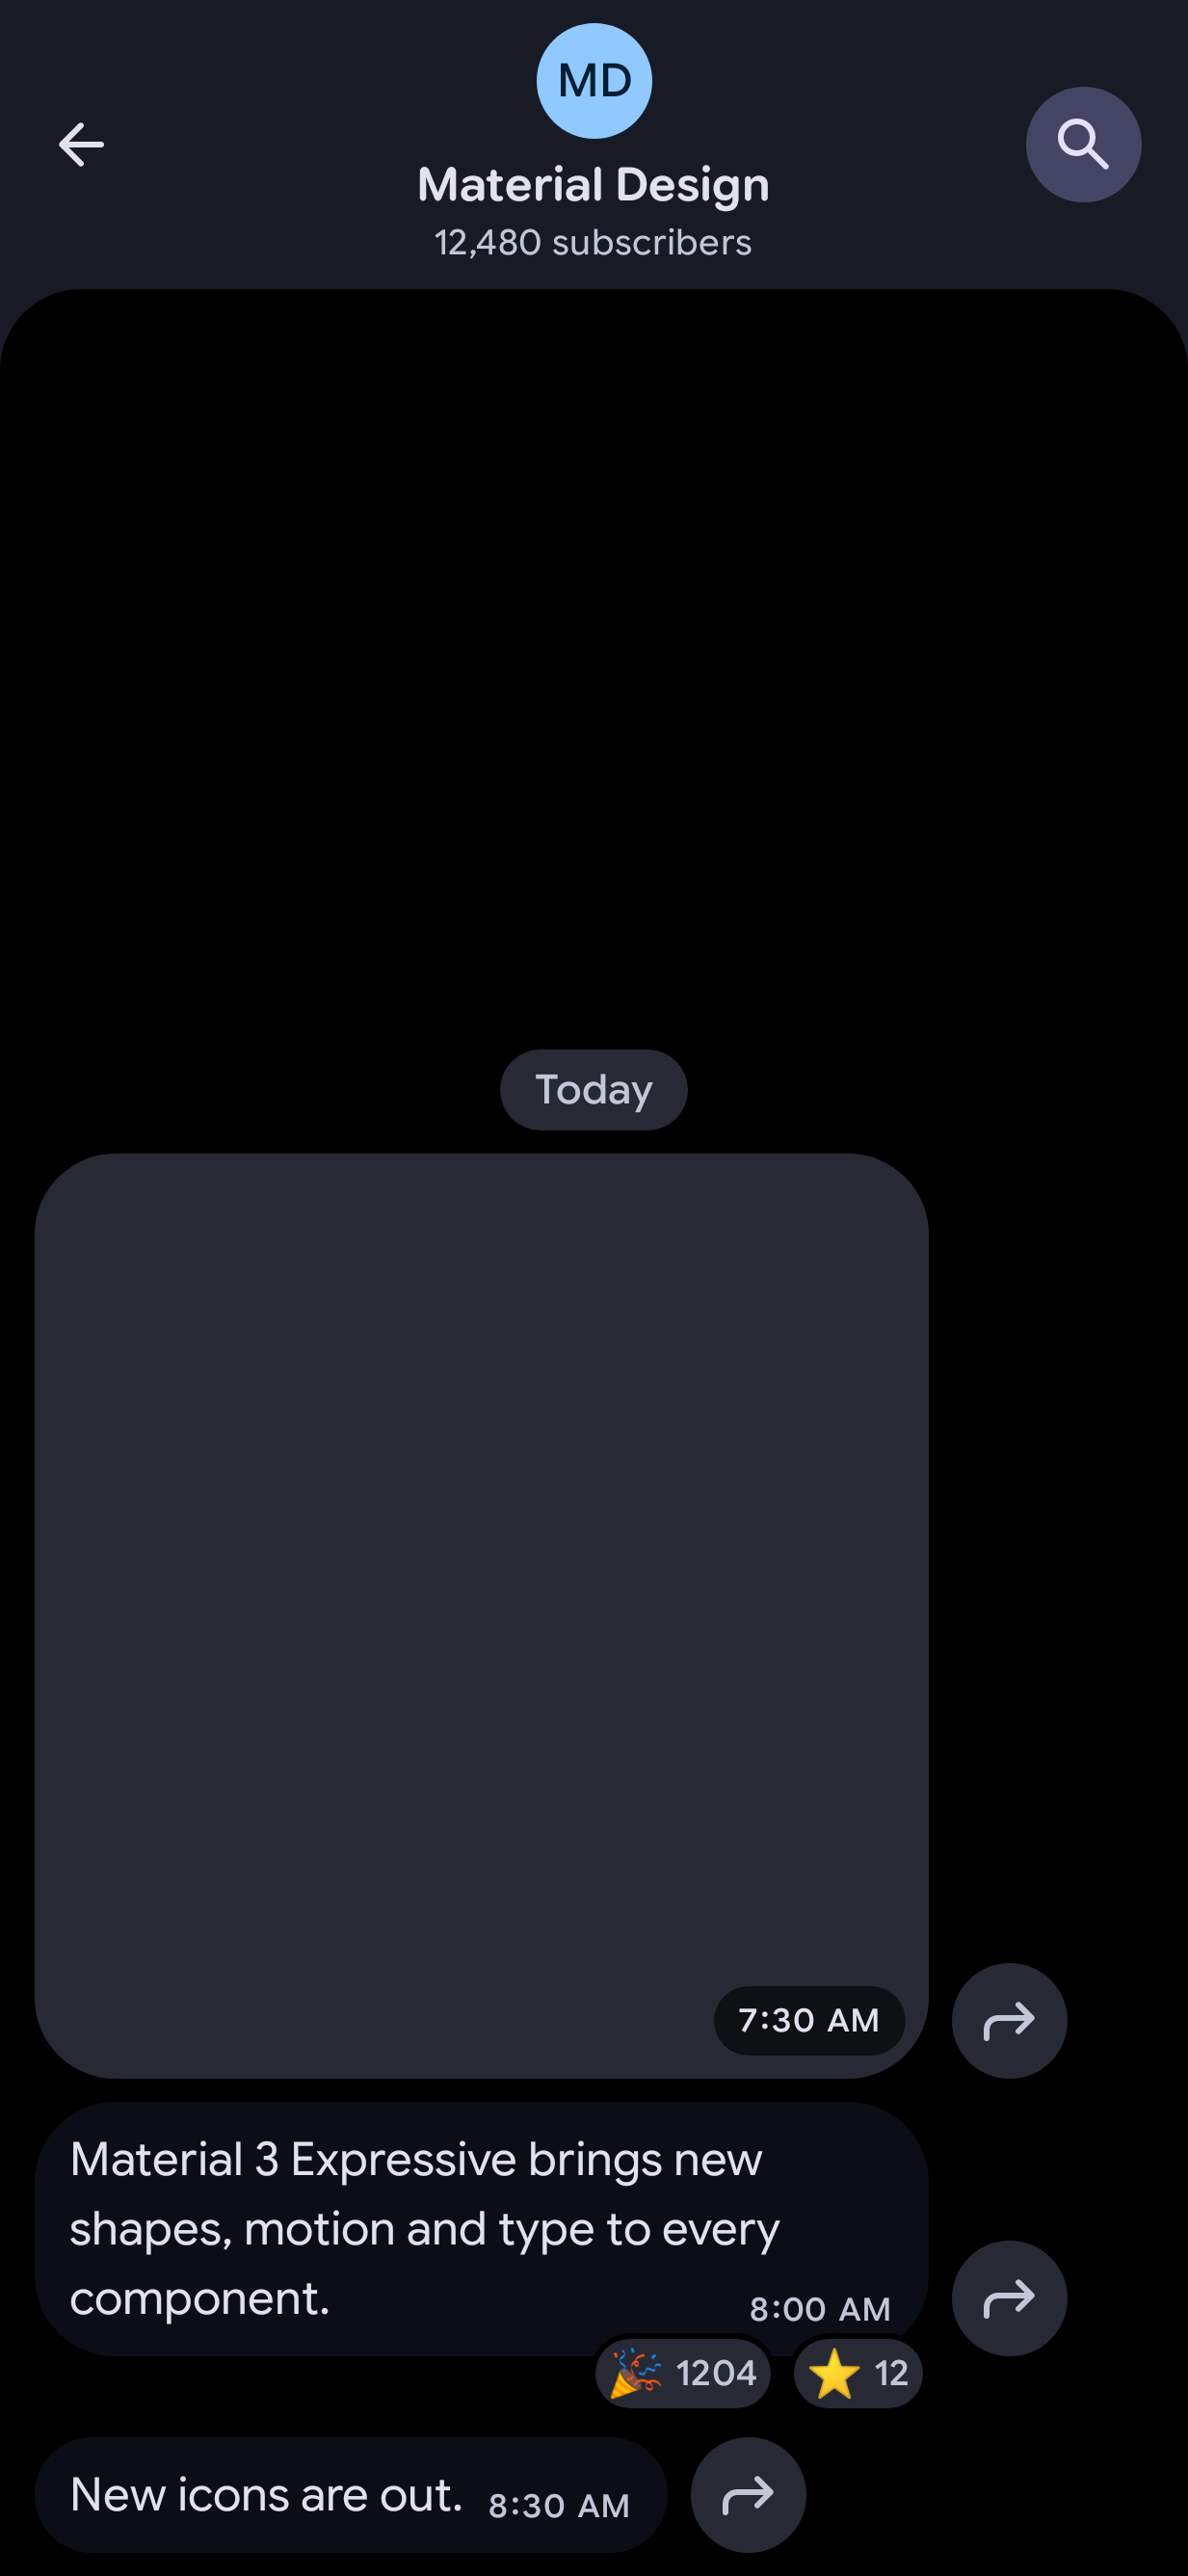 MD
Material Design
12,480 subscribers
Today
7:30 AM
Material 3 Expressive brings new
shapes, motion and type to every
component.
8:00 AM
🎉 1204 ⭐ 12
New icons are out. 8:30 AM